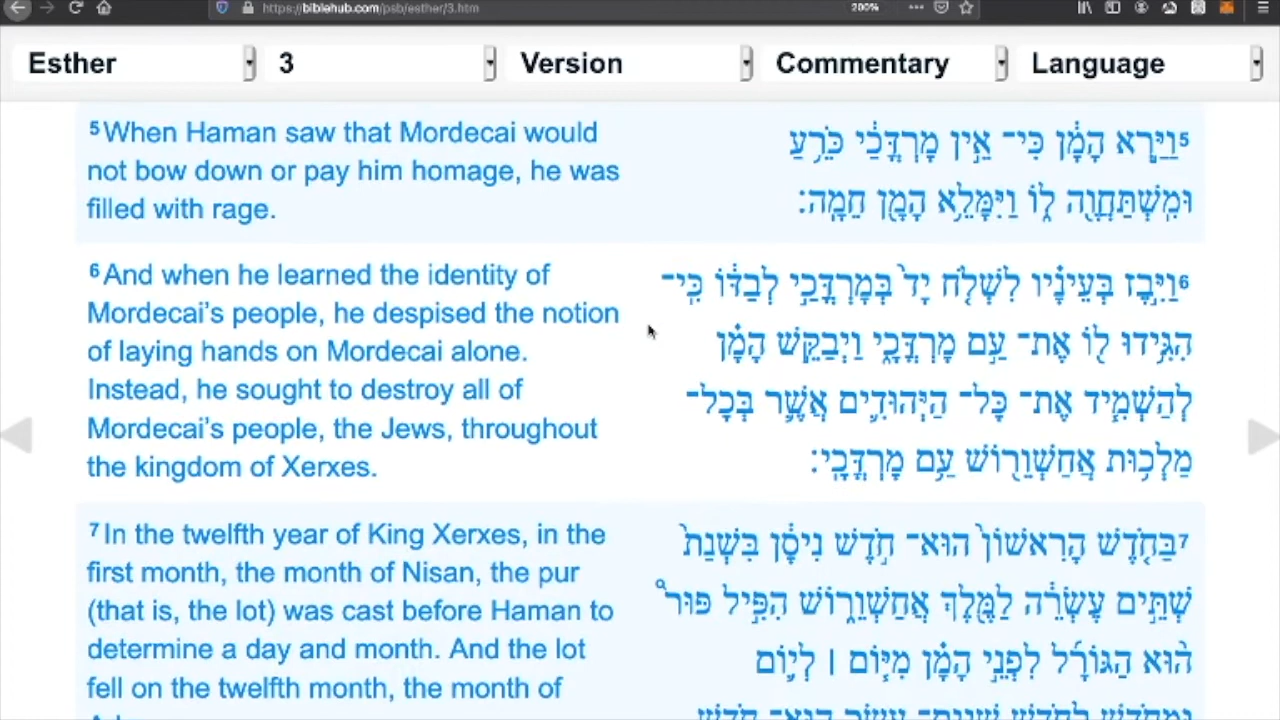 https://biblehub.com/psb/esther/3.htm 200%
Esther 3 Version Commentary Language
5When Haman saw that Mordecai would
not bow down or pay him homage, he was
filled with rage.
5וַיַּ֣רְא הָמָ֔ן כִּי־ אֵ֣ין מָרְדֳּכַ֔י כֹּרֵ֥עַ
וּמִֽשְׁתַּחֲוֶ֖ה ל֑וֹ וַיִּמָּלֵ֥א הָמָ֖ן חֵמָֽה׃
6And when he learned the identity of
Mordecai’s people, he despised the notion
of laying hands on Mordecai alone.
Instead, he sought to destroy all of
Mordecai’s people, the Jews, throughout
the kingdom of Xerxes.
6וַיִּ֣בֶז בְּעֵינָ֗יו לִשְׁלֹ֤ח יָד֙ בְּמָרְדֳּכַ֣י לְבַדּ֔וֹ כִּֽי־
הִגִּ֥ידוּ ל֖וֹ אֶת־ עַ֣ם מָרְדֳּכָ֑י וַיְבַקֵּ֣שׁ הָמָ֗ן
לְהַשְׁמִ֧יד אֶת־ כָּל־ הַיְּהוּדִ֛ים אֲשֶׁ֛ר בְּכָל־
מַלְכ֥וּת אֲחַשְׁוֵר֖וֹשׁ עַ֥ם מָרְדֳּכָֽי׃
7In the twelfth year of King Xerxes, in the
first month, the month of Nisan, the pur
(that is, the lot) was cast before Haman to
determine a day and month. And the lot
fell on the twelfth month, the month of
7בַּחֹ֤דֶשׁ הָרִאשׁוֹן֙ הוּא־ חֹ֣דֶשׁ נִיסָ֔ן בִּשְׁנַת֙
שְׁתֵּ֣ים עֶשְׂרֵ֔ה לַמֶּ֖לֶךְ אֲחַשְׁוֵר֑וֹשׁ הִפִּ֣יל פּוּר֩
ה֨וּא הַגּוֹרָ֜ל לִפְנֵ֣י הָמָ֗ן מִיּ֧וֹם ׀ לְי֛וֹם